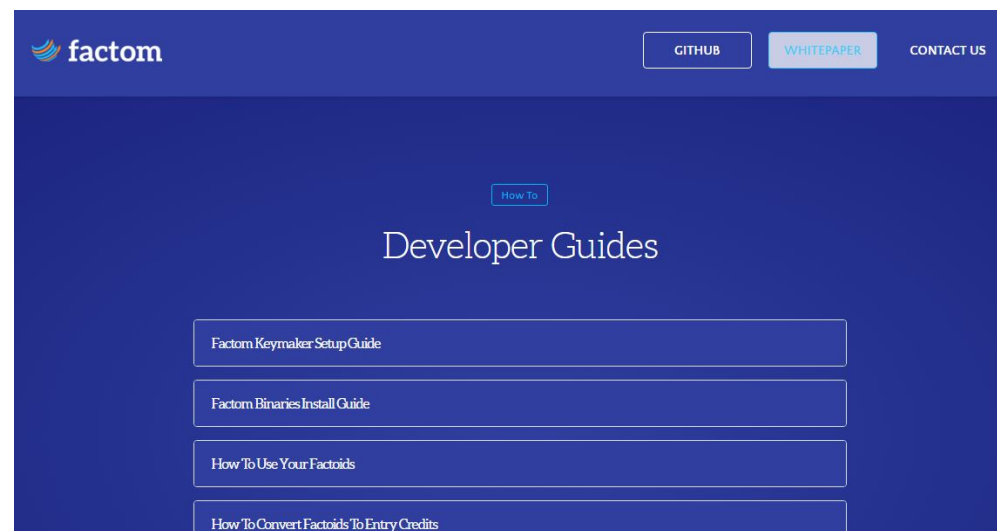 factom
GITHUB
WHITEPAPER
CONTACT US
How To
Developer Guides
Factom Keymaker Setup Guide
Factom Binaries Install Guide
How To Use Your Factoids
How To Convert Factoids To Entry Credits